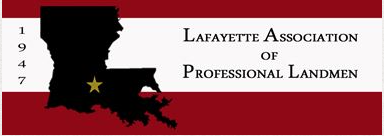 1
9
4
7
Lafayette Association
of
Professional Landmen